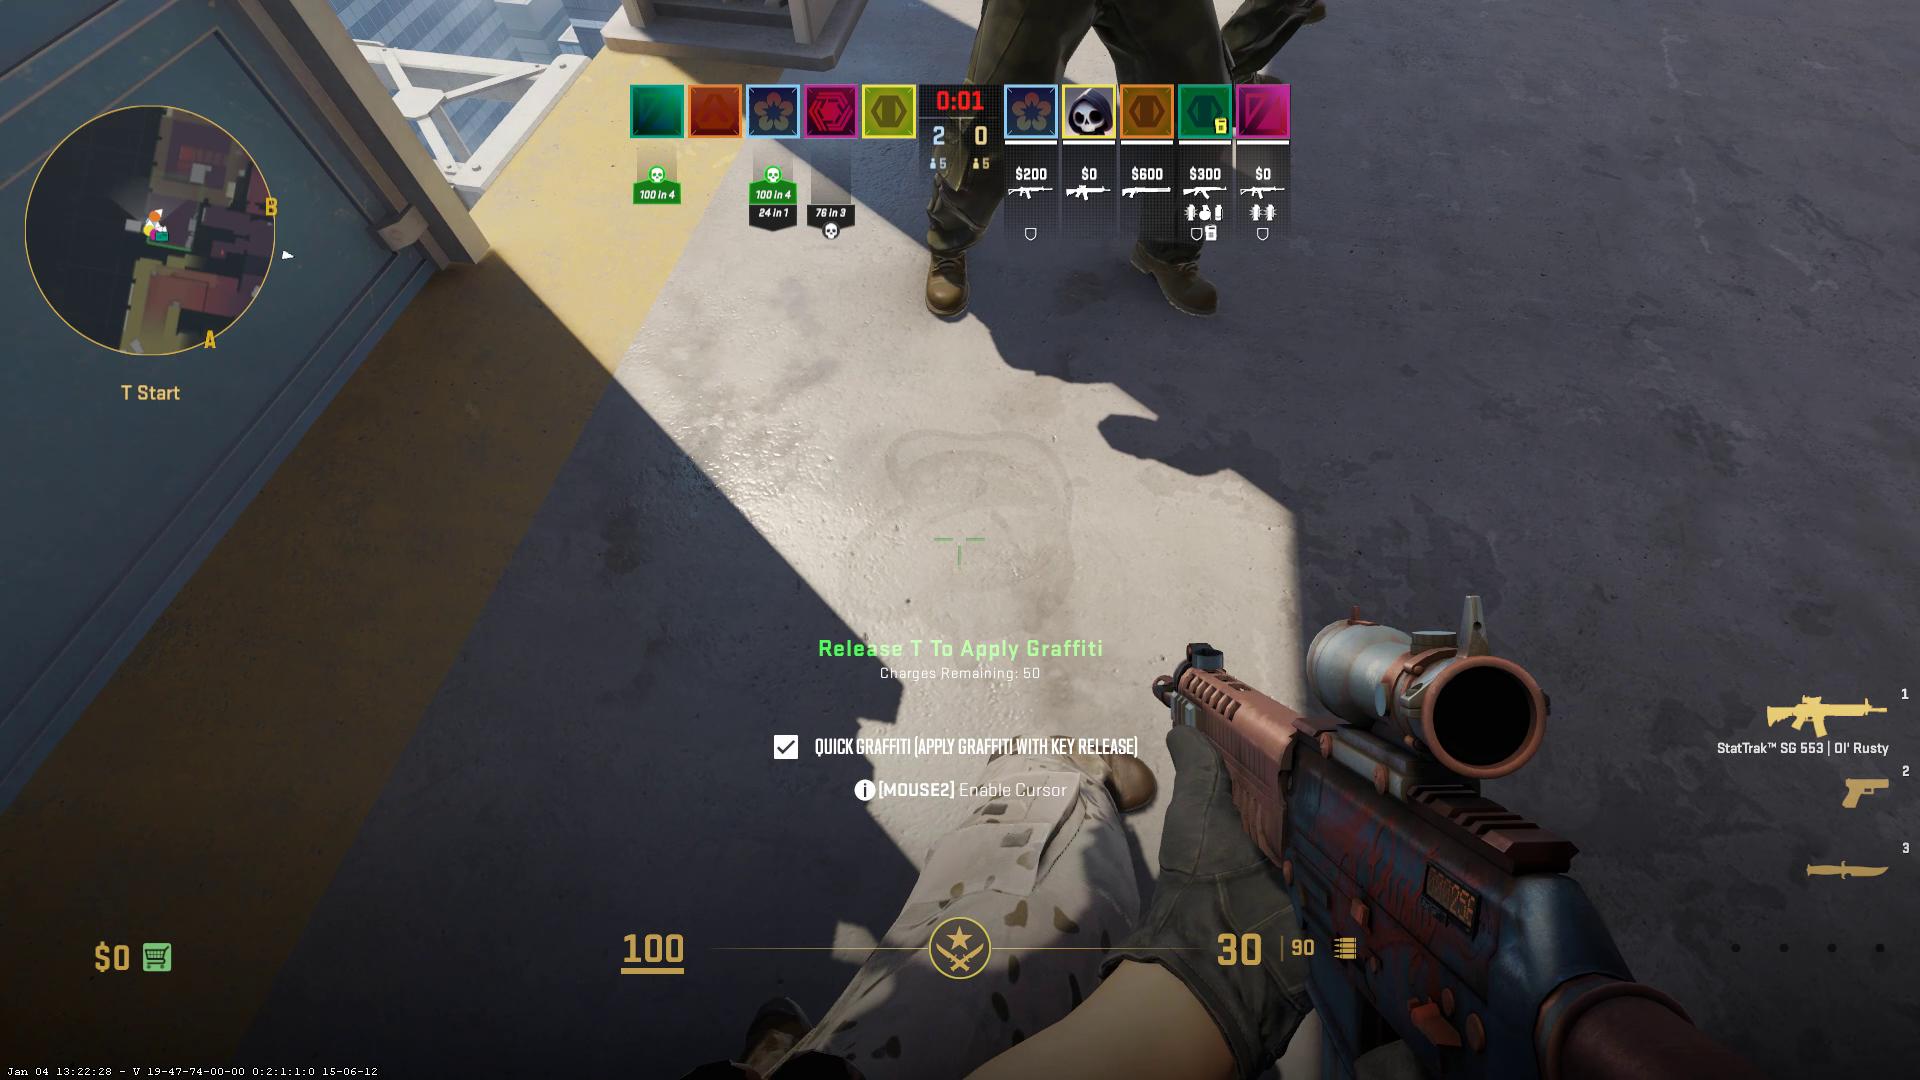 0:01
2 0
5 5
100 in 4
100 in 4
24 in 1
76 in 3
$200 $0 $600 $300 $0
B
A
T Start
Release T To Apply Graffiti
Charges Remaining: 50
QUICK GRAFFITI (APPLY GRAFFITI WITH KEY RELEASE)
[MOUSE2] Enable Cursor
1
StatTrak™ SG 553 | Ol' Rusty
2
3
$0
100
30 | 90
Jan 04 13:22:28 - V 19-47-74-00-00 0:2:1:1:0 15-06-12